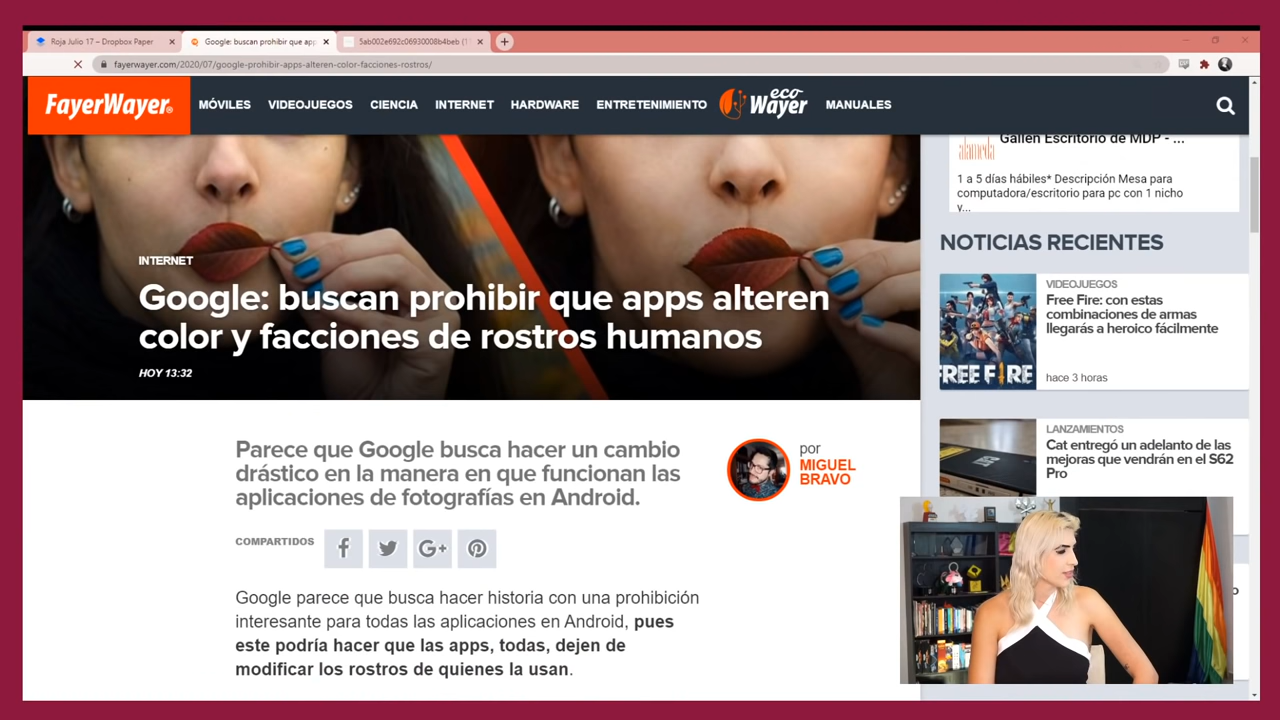 Roja Julio 17 – Dropbox Paper
Google: buscan prohibir que app
5ab002e692c06930008b4beb (1
fayerwayer.com/2020/07/google-prohibir-apps-alteren-color-facciones-rostros/
FayerWayer®
MÓVILES
VIDEOJUEGOS
CIENCIA
INTERNET
HARDWARE
ENTRETENIMIENTO
eco
Wayer
MANUALES
INTERNET
Google: buscan prohibir que apps alteren
color y facciones de rostros humanos
HOY 13:32
Parece que Google busca hacer un cambio
drástico en la manera en que funcionan las
aplicaciones de fotografías en Android.
por
MIGUEL
BRAVO
COMPARTIDOS
Google parece que busca hacer historia con una prohibición
interesante para todas las aplicaciones en Android, pues
este podría hacer que las apps, todas, dejen de
modificar los rostros de quienes la usan.
alameda
Gallen Escritorio de MDP - ...
1 a 5 días hábiles* Descripción Mesa para
computadora/escritorio para pc con 1 nicho
y...
NOTICIAS RECIENTES
FREE FIRE
VIDEOJUEGOS
Free Fire: con estas
combinaciones de armas
llegarás a heroico fácilmente
hace 3 horas
LANZAMIENTOS
Cat entregó un adelanto de las
mejoras que vendrán en el S62
Pro